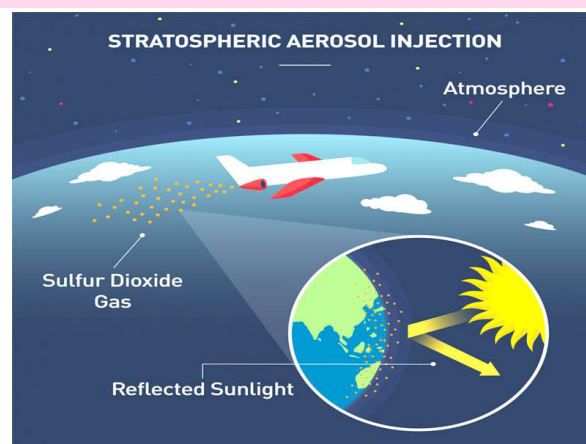 STRATOSPHERIC AEROSOL INJECTION
Atmosphere
Sulfur Dioxide
Gas
Reflected Sunlight